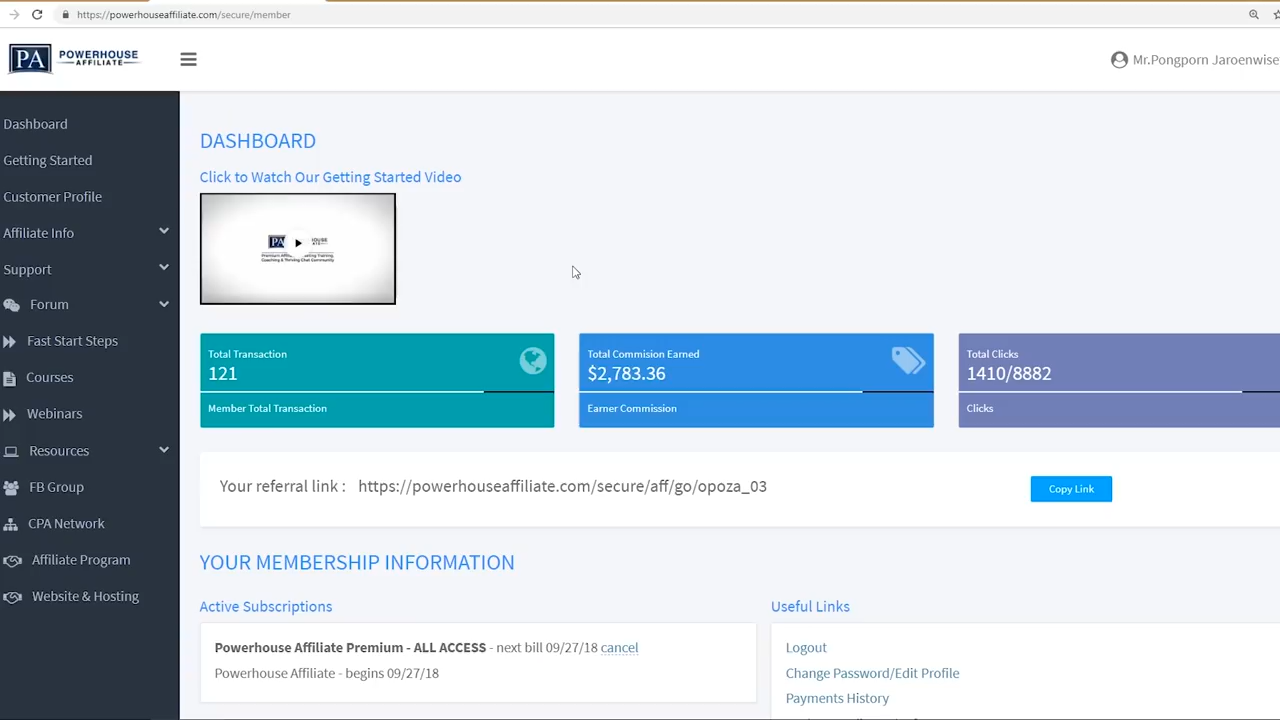 https://powerhouseaffiliate.com/secure/member
PA POWERHOUSE
AFFILIATE
Mr.Pongporn Jaroenwise
Dashboard
Getting Started
Customer Profile
Affiliate Info
Support
Forum
Fast Start Steps
Courses
Webinars
Resources
FB Group
CPA Network
Affiliate Program
Website & Hosting
DASHBOARD
Click to Watch Our Getting Started Video
PA
Total Transaction
121
Member Total Transaction
Total Commision Earned
$2,783.36
Earner Commission
Total Clicks
1410/8882
Clicks
Your referral link : https://powerhouseaffiliate.com/secure/aff/go/opoza_03
Copy Link
YOUR MEMBERSHIP INFORMATION
Active Subscriptions
Powerhouse Affiliate Premium - ALL ACCESS - next bill 09/27/18 cancel
Powerhouse Affiliate - begins 09/27/18
Useful Links
Logout
Change Password/Edit Profile
Payments History